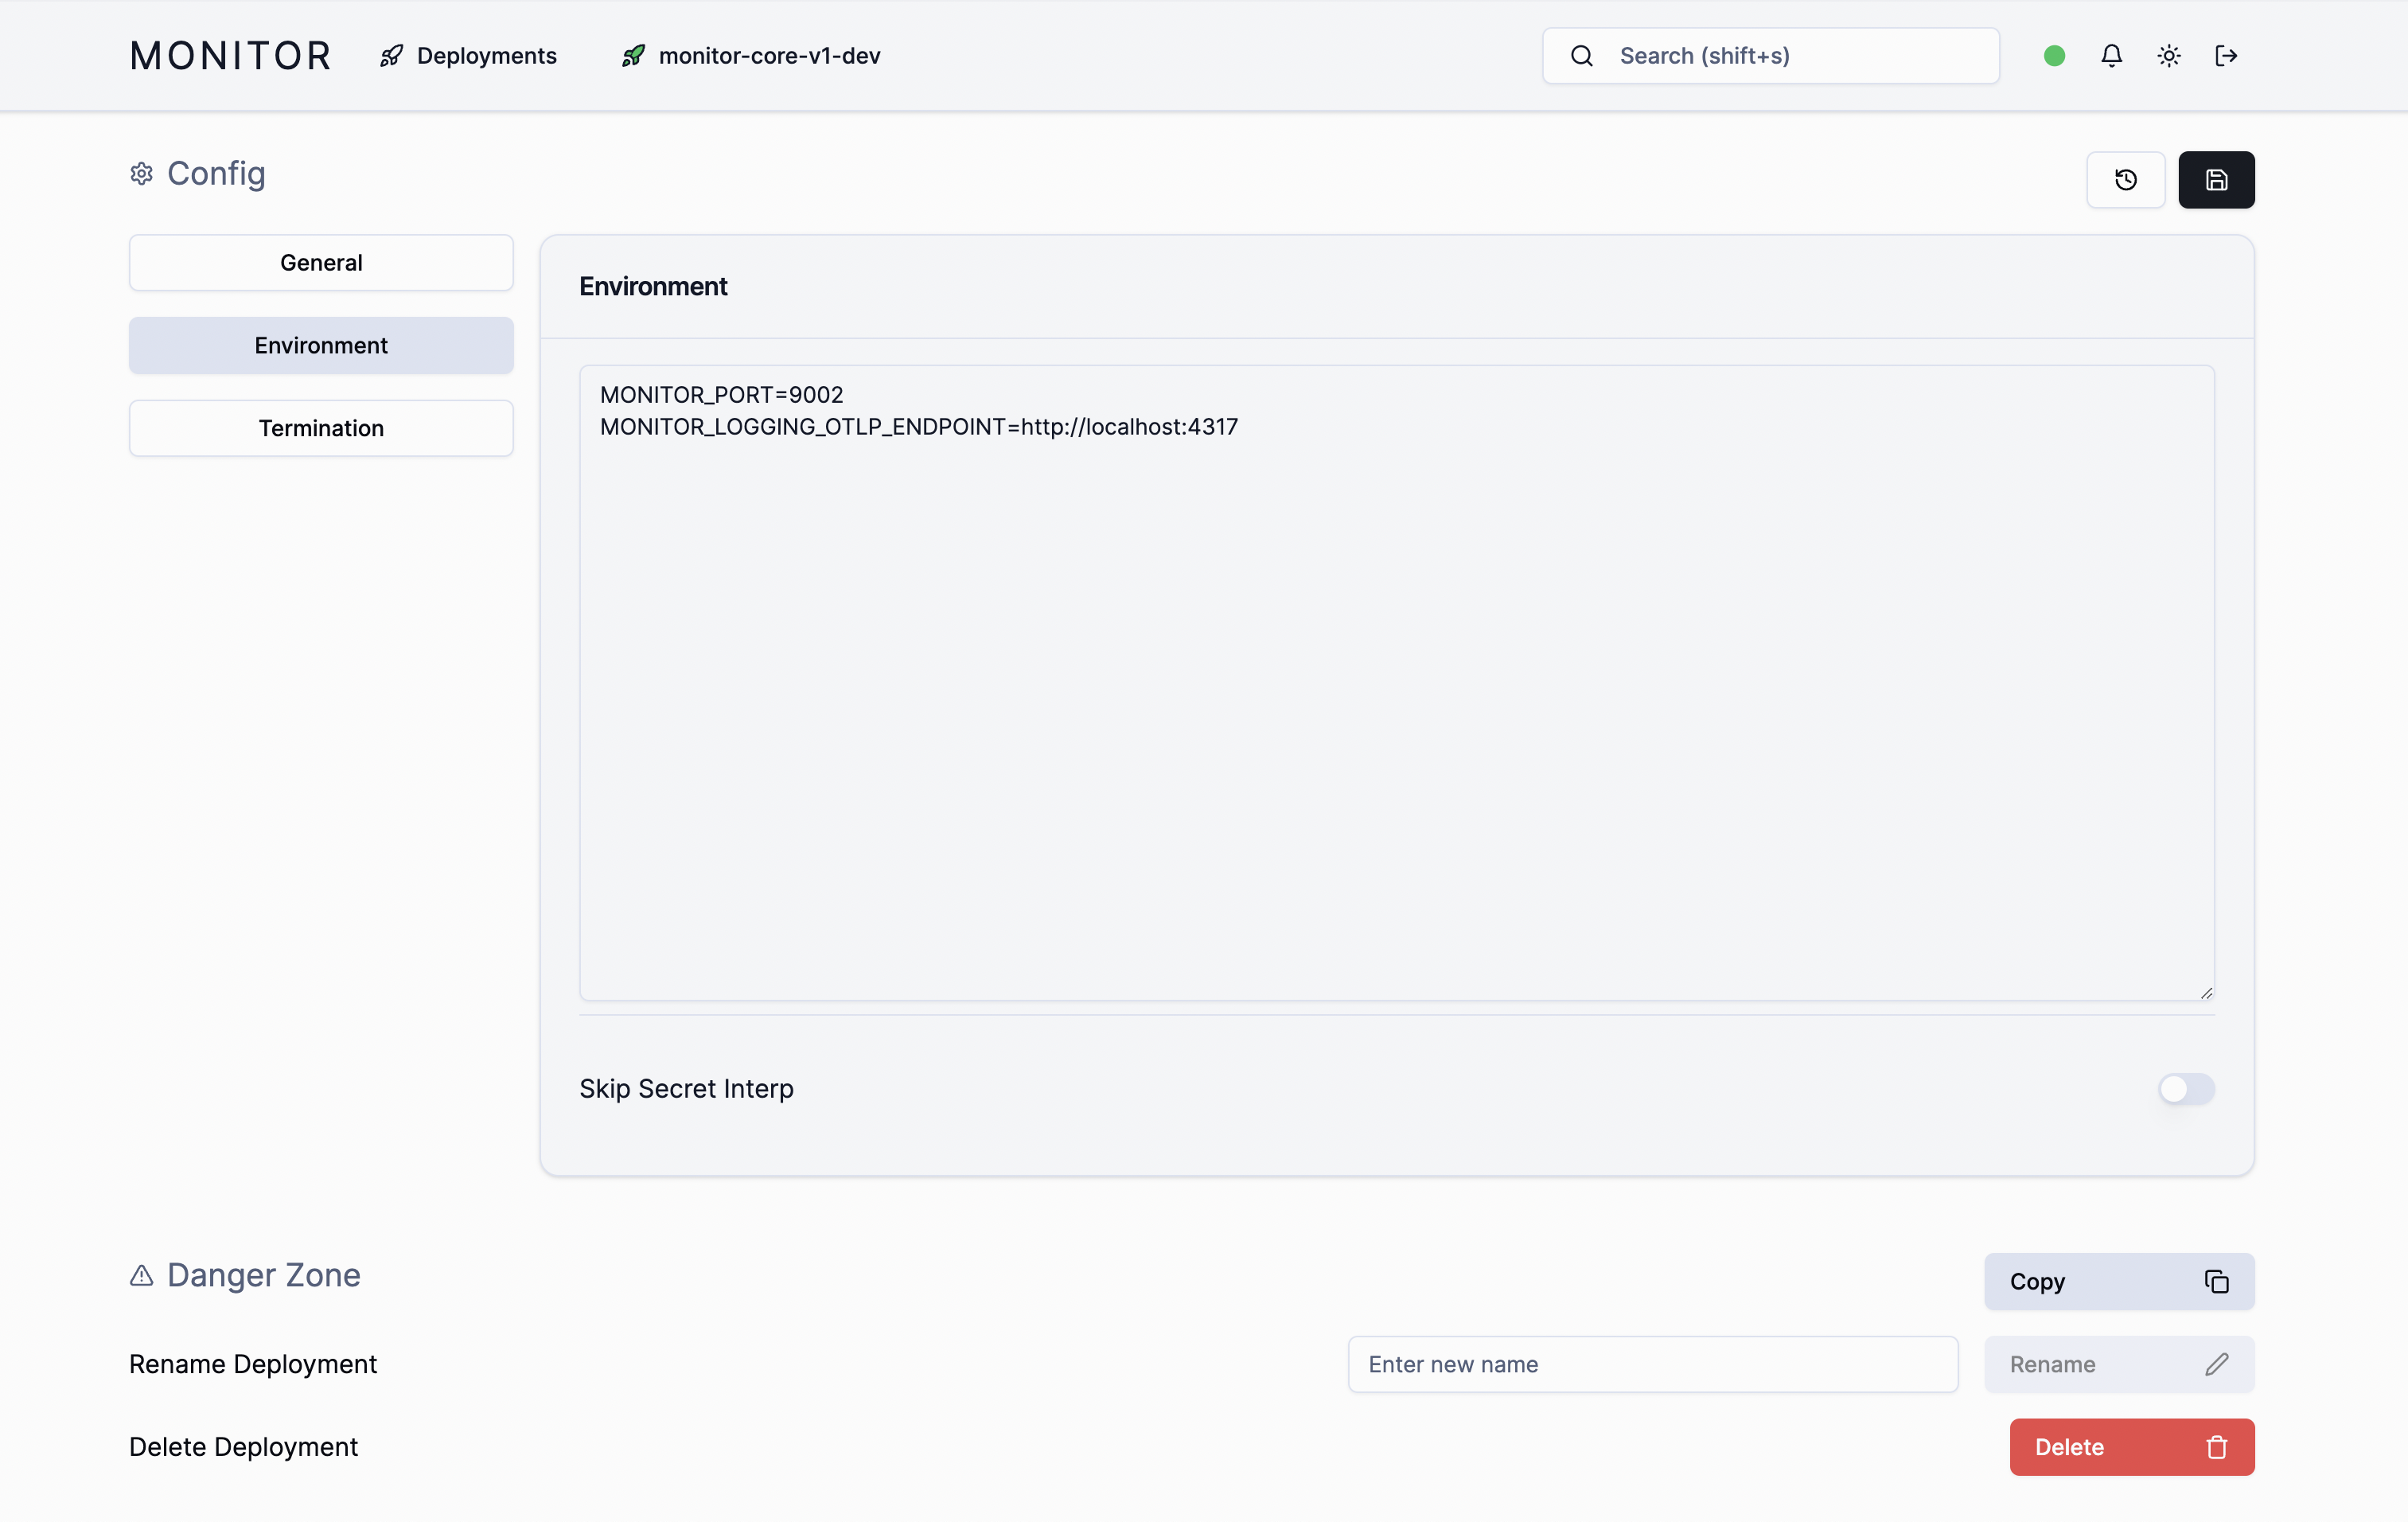 MONITOR
Deployments
monitor-core-v1-dev
Search (shift+s)
Config
General
Environment
Termination
Environment
MONITOR_PORT=9002
MONITOR_LOGGING_OTLP_ENDPOINT=http://localhost:4317
Skip Secret Interp
Danger Zone
Copy
Rename Deployment
Enter new name
Rename
Delete Deployment
Delete